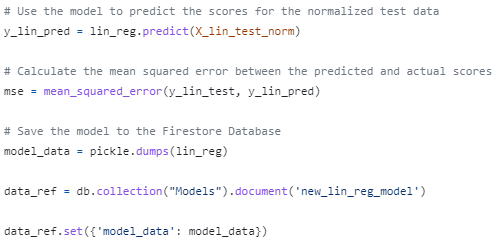 # Use the model to predict the scores for the normalized test data
y_lin_pred = lin_reg.predict(X_lin_test_norm)
# Calculate the mean squared error between the predicted and actual scores
mse = mean_squared_error(y_lin_test, y_lin_pred)
# Save the model to the Firestore Database
model_data = pickle.dumps(lin_reg)
data_ref = db.collection("Models").document('new_lin_reg_model')
data_ref.set({'model_data': model_data})